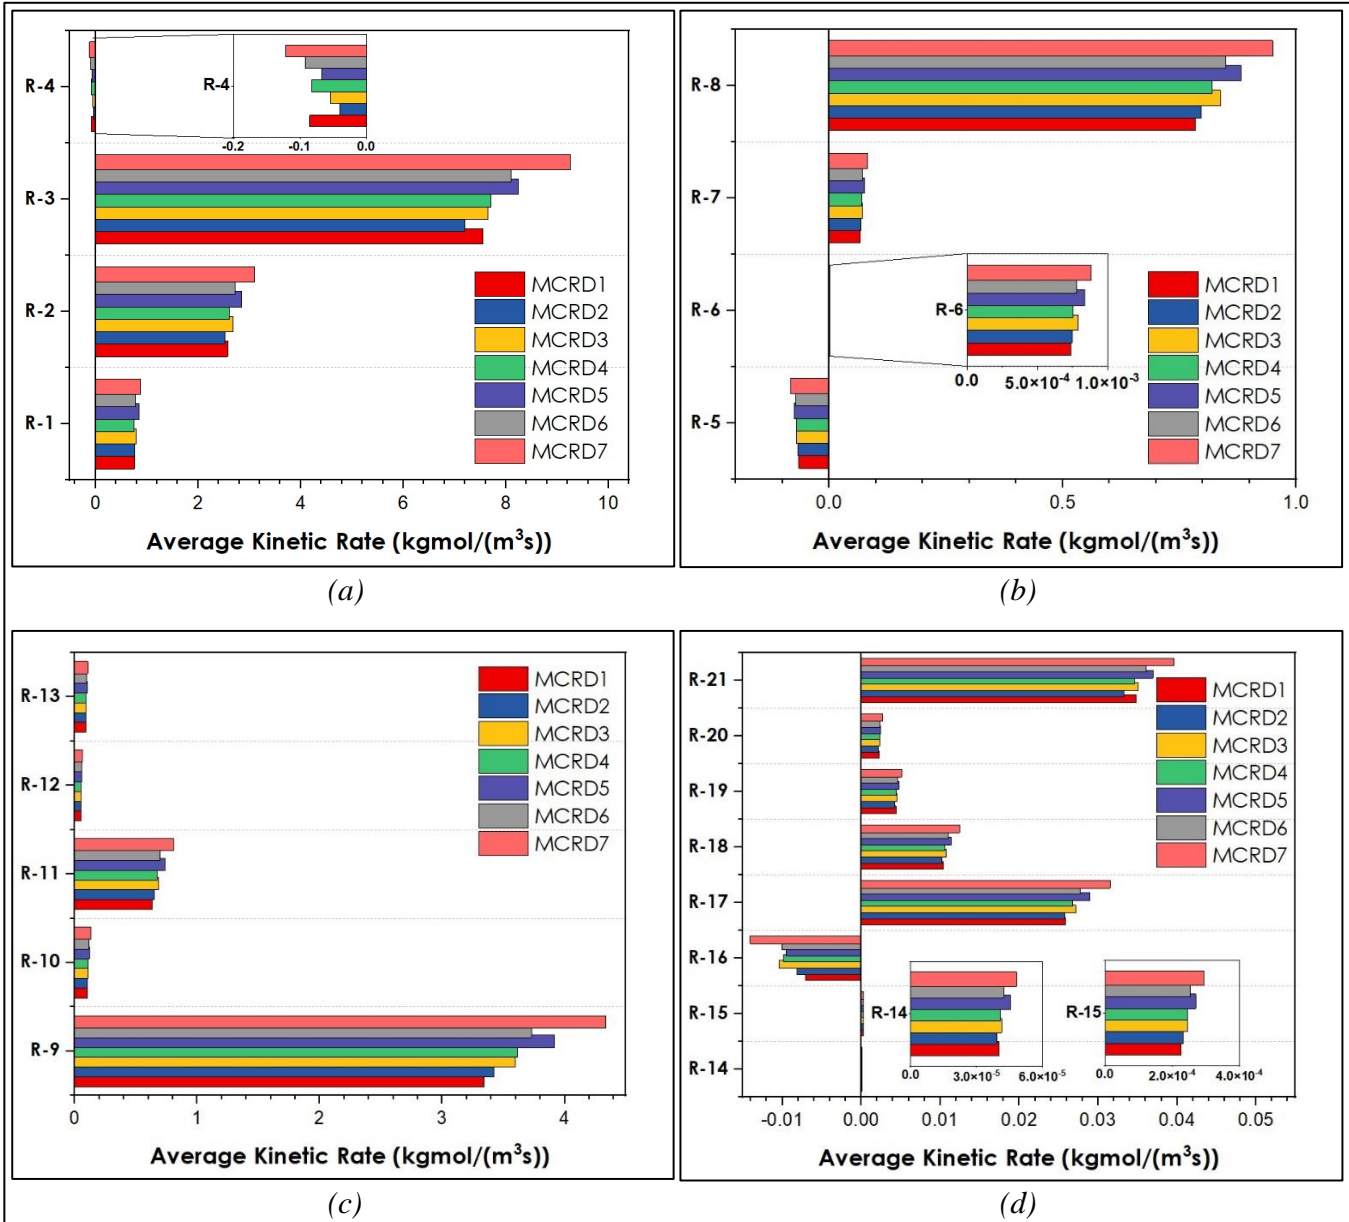 R-4
R-3
R-2
R-1
R-4
-0.2 -0.1 0.0
MCRD1
MCRD2
MCRD3
MCRD4
MCRD5
MCRD6
MCRD7
0 2 4 6 8 10
Average Kinetic Rate (kgmol/(m³s))
(a)
R-8
R-7
R-6
R-5
R-6
0.0 5.0×10⁻⁴ 1.0×10⁻³
MCRD1
MCRD2
MCRD3
MCRD4
MCRD5
MCRD6
MCRD7
0.0 0.5 1.0
Average Kinetic Rate (kgmol/(m³s))
(b)
R-13
R-12
R-11
R-10
R-9
MCRD1
MCRD2
MCRD3
MCRD4
MCRD5
MCRD6
MCRD7
0 1 2 3 4
Average Kinetic Rate (kgmol/(m³s))
(c)
R-21
R-20
R-19
R-18
R-17
R-16
R-15
R-14
MCRD1
MCRD2
MCRD3
MCRD4
MCRD5
MCRD6
MCRD7
R-14
0.0 3.0×10⁻⁵ 6.0×10⁻⁵
R-15
0.0 2.0×10⁻⁴ 4.0×10⁻⁴
-0.01 0.00 0.01 0.02 0.03 0.04 0.05
Average Kinetic Rate (kgmol/(m³s))
(d)